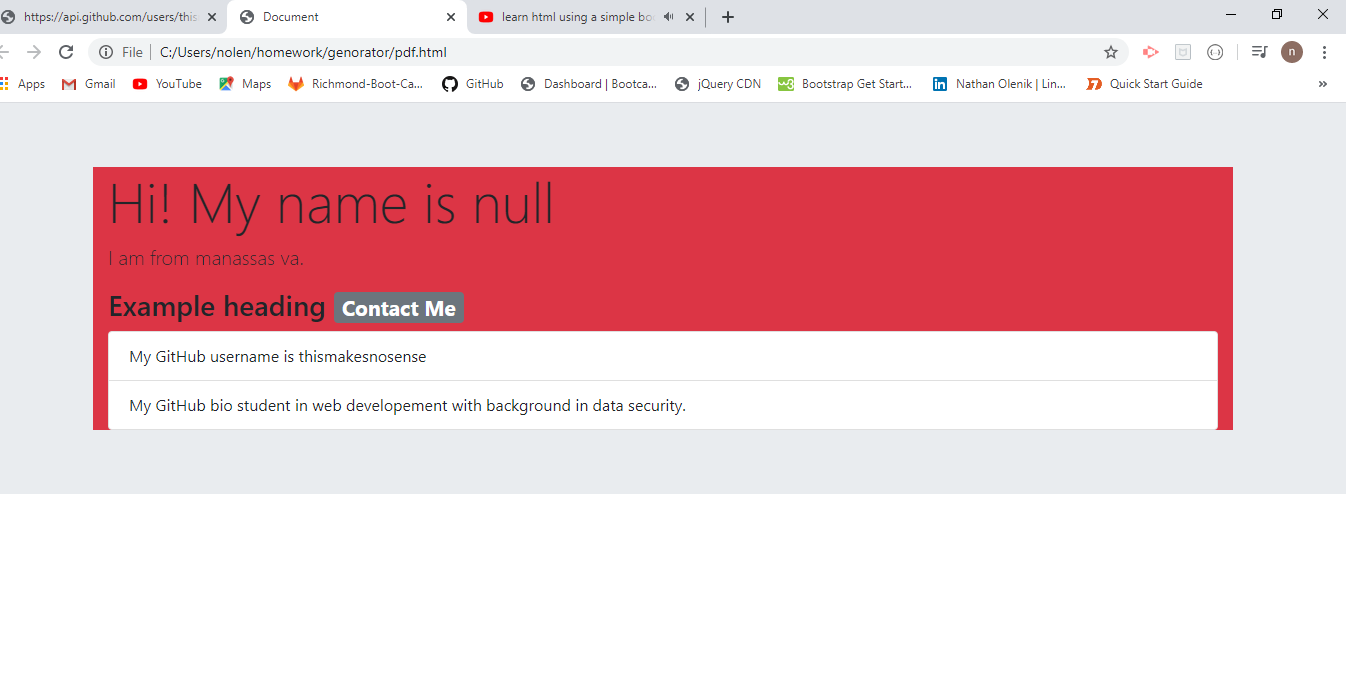 https://api.github.com/users/this
Document
learn html using a simple bo
File
C:/Users/nolen/homework/genorator/pdf.html
n
Apps
Gmail
YouTube
Maps
Richmond-Boot-Ca...
GitHub
Dashboard | Bootca...
jQuery CDN
Bootstrap Get Start...
Nathan Olenik | Lin...
Quick Start Guide
»
Hi! My name is null
I am from manassas va.
Example heading Contact Me
My GitHub username is thismakesnosense
My GitHub bio student in web developement with background in data security.